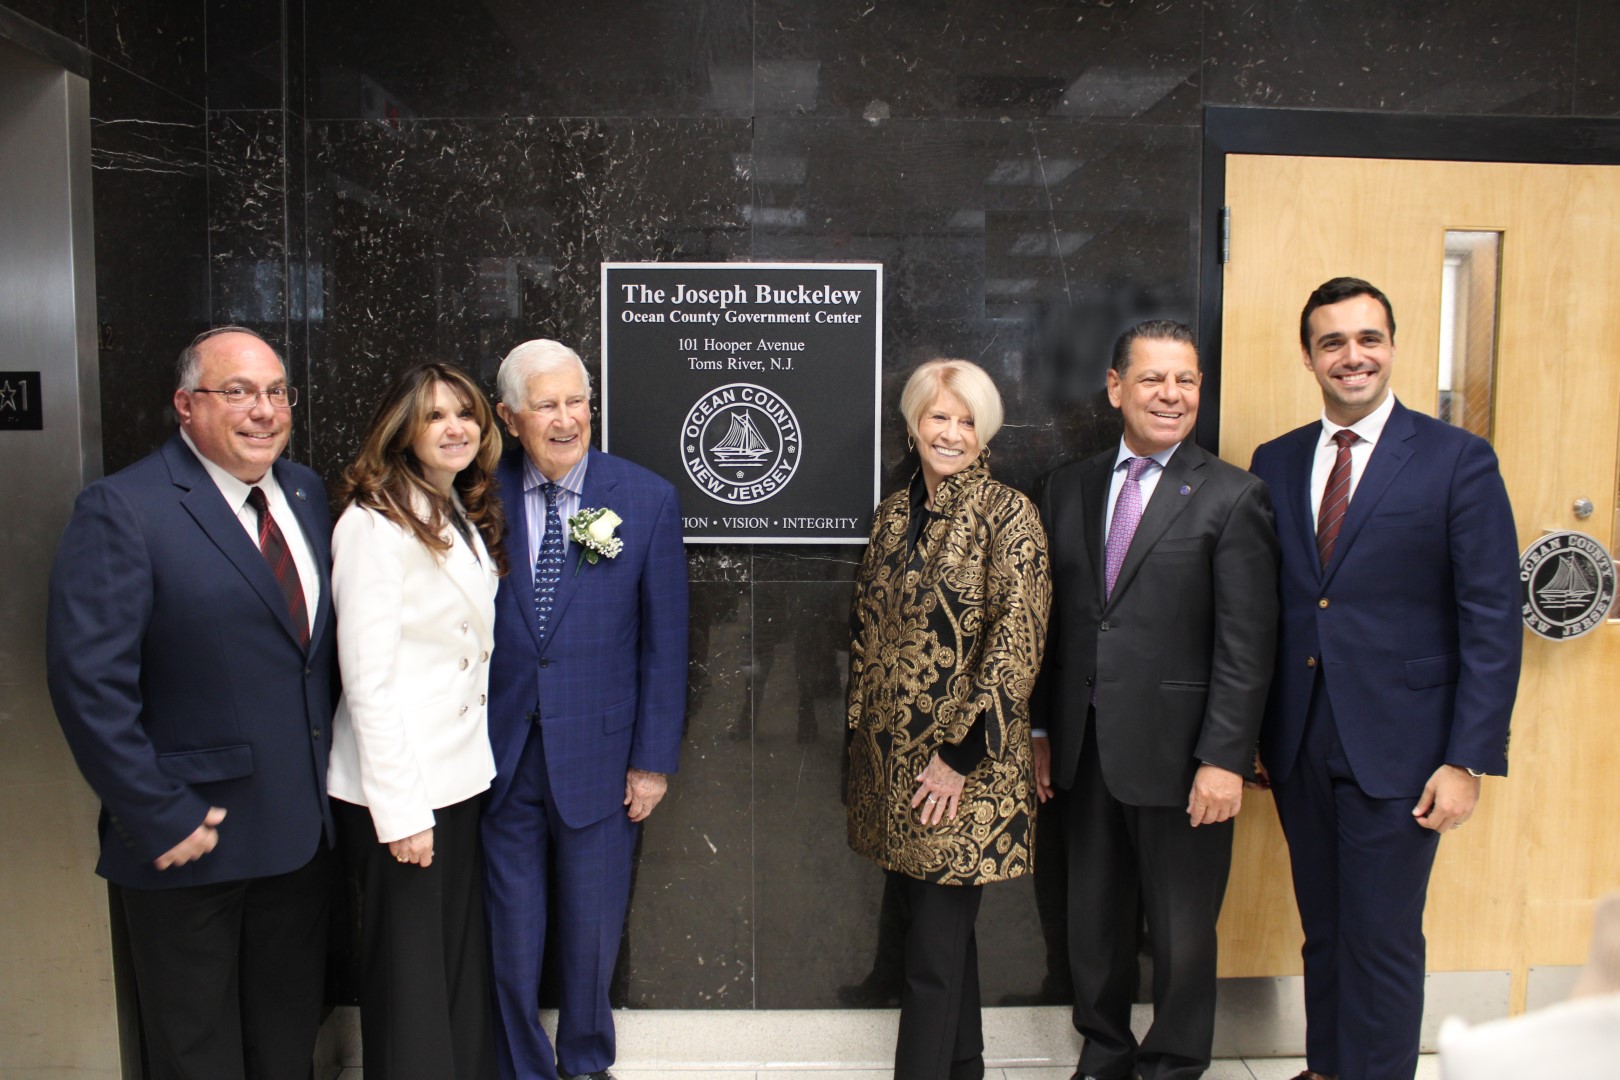 The Joseph Buckelew
Ocean County Government Center
101 Hooper Avenue
Toms River, N.J.
OCEAN COUNTY
NEW JERSEY
• VISION • INTEGRITY
OCEAN COUNTY
NEW JERSEY
1